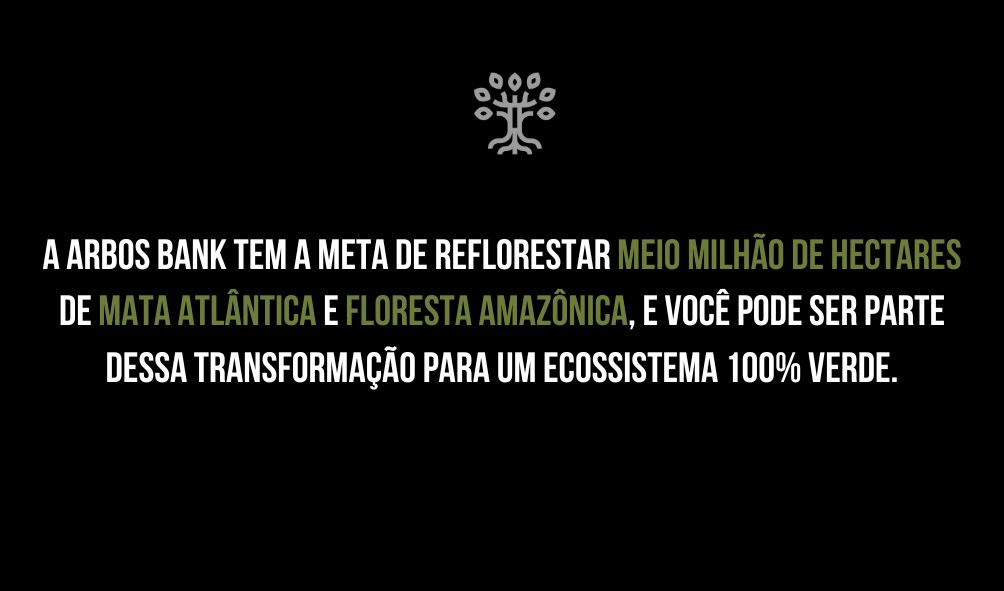 A ARBOS BANK TEM A META DE REFLORESTAR MEIO MILHÃO DE HECTARES
DE MATA ATLÂNTICA E FLORESTA AMAZÔNICA, E VOCÊ PODE SER PARTE
DESSA TRANSFORMAÇÃO PARA UM ECOSSISTEMA 100% VERDE.